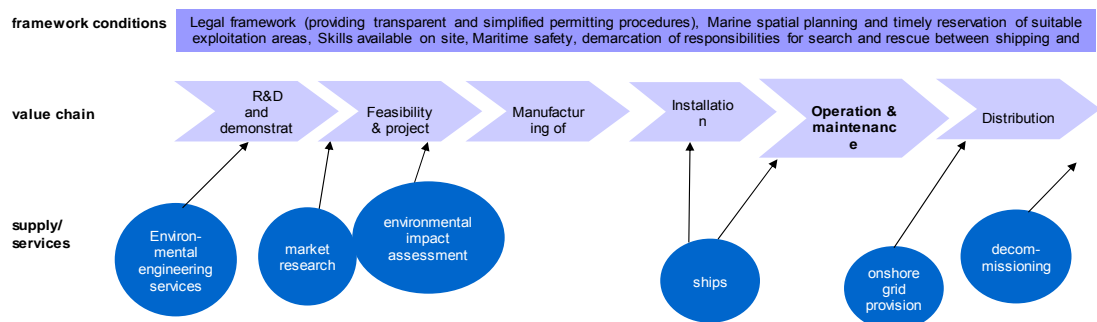 framework conditions
Legal framework (providing transparent and simplified permitting procedures), Marine spatial planning and timely reservation of suitable
exploitation areas, Skills available on site, Maritime safety, demarcation of responsibilities for search and rescue between shipping and
value chain
R&D
and
demonstrat
Feasibility
& project
Manufactur
ing of
Installatio
n
Operation &
maintenanc
e
Distribution
supply/
services
Environ-
mental
engineering
services
market
research
environmental
impact
assessment
ships
onshore
grid
provision
decom-
missioning